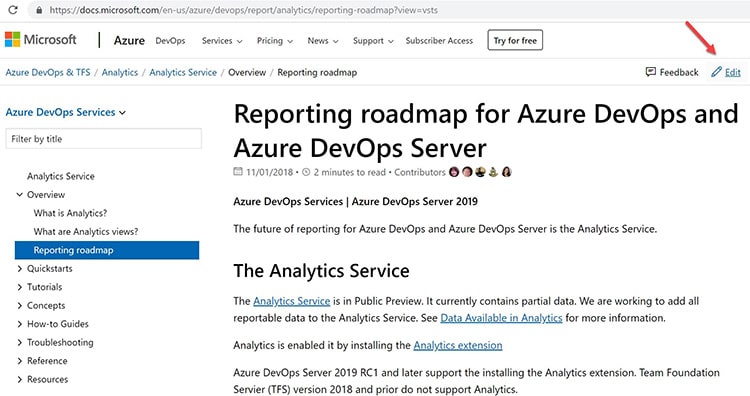 https://docs.microsoft.com/en-us/azure/devops/report/analytics/reporting-roadmap?view=vsts
Microsoft Azure DevOps Services Pricing News Support Subscriber Access Try for free
Azure DevOps & TFS / Analytics / Analytics Service / Overview / Reporting roadmap Feedback Edit
Azure DevOps Services
Filter by title
Analytics Service
Overview
What is Analytics?
What are Analytics views?
Reporting roadmap
Quickstarts
Tutorials
Concepts
How-to Guides
Troubleshooting
Reference
Resources
Reporting roadmap for Azure DevOps and
Azure DevOps Server
11/01/2018 • 2 minutes to read • Contributors
Azure DevOps Services | Azure DevOps Server 2019
The future of reporting for Azure DevOps and Azure DevOps Server is the Analytics Service.
The Analytics Service
The Analytics Service is in Public Preview. It currently contains partial data. We are working to add all
reportable data to the Analytics Service. See Data Available in Analytics for more information.
Analytics is enabled it by installing the Analytics extension
Azure DevOps Server 2019 RC1 and later support the installing the Analytics extension. Team Foundation
Servier (TFS) version 2018 and prior do not support Analytics.